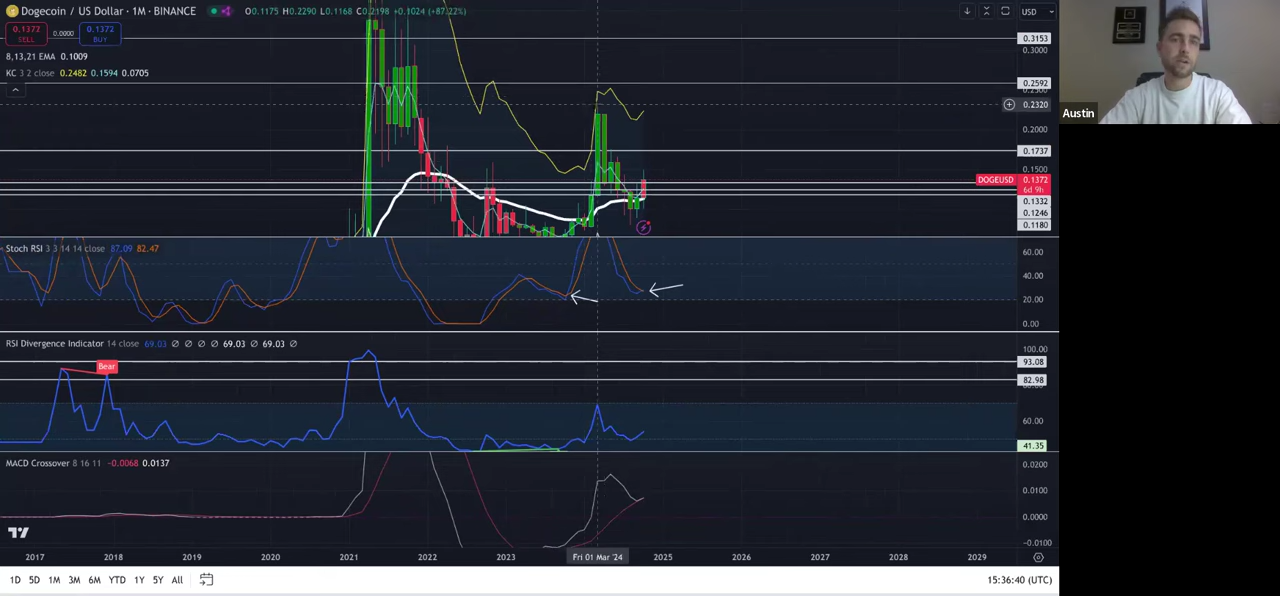 Dogecoin / US Dollar · 1M · BINANCE O0.1175 H0.2290 L0.1168 C0.2198 +0.1024 (+87.22%) USD
0.1372 SELL 0.0000 0.1372 BUY
8,13,21 EMA 0.1009
KC 3 2 close 0.2482 0.1594 0.0705
0.3153
0.3000
0.2592
0.2320
0.2000
0.1737
0.1500
DOGEUSD 0.1372
6d 9h
0.1332
0.1246
0.1180
Stoch RSI 3 3 14 14 close 87.09 82.47
60.00
40.00
20.00
0.00
RSI Divergence Indicator 14 close 69.03 ∅ ∅ ∅ ∅ 69.03 ∅ 69.03 ∅
100.00
93.08
Bear
82.98
60.00
41.35
MACD Crossover 8 16 11 −0.0068 0.0137
0.0200
0.0100
0.0000
−0.0100
2017 2018 2019 2020 2021 2022 2023 Fri 01 Mar '24 2025 2026 2027 2028 2029
1D 5D 1M 3M 6M YTD 1Y 5Y All 15:36:40 (UTC)
Austin